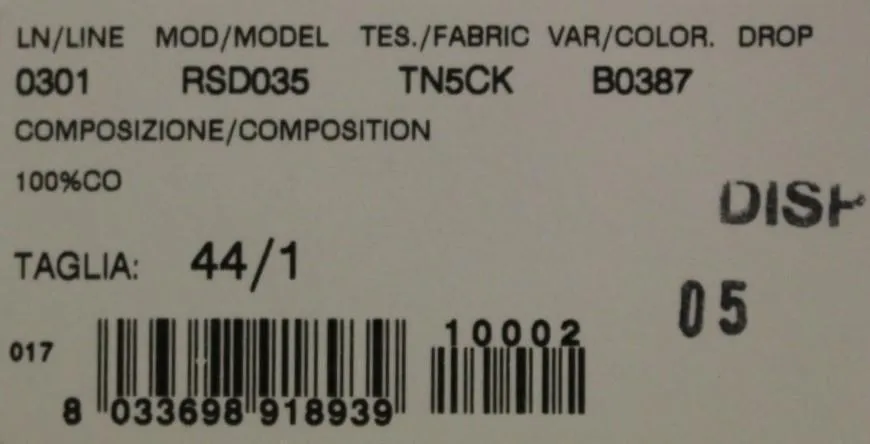 LN/LINE MOD/MODEL TES./FABRIC VAR/COLOR. DROP
0301 RSD035 TN5CK B0387
COMPOSIZIONE/COMPOSITION
100%CO
TAGLIA: 44/1
05
10002
017
8 033698 918939